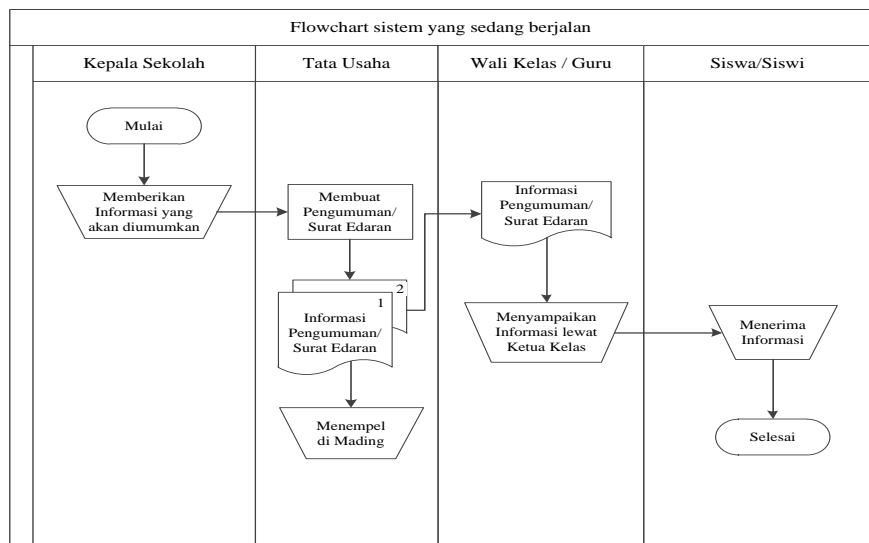 Flowchart sistem yang sedang berjalan
Kepala Sekolah
Tata Usaha
Wali Kelas / Guru
Siswa/Siswi
Mulai
Memberikan
Informasi yang
akan diumumkan
Membuat
Pengumuman/
Surat Edaran
2
1
Informasi
Pengumuman/
Surat Edaran
Menempel
di Mading
Informasi
Pengumuman/
Surat Edaran
Menyampaikan
Informasi lewat
Ketua Kelas
Menerima
Informasi
Selesai